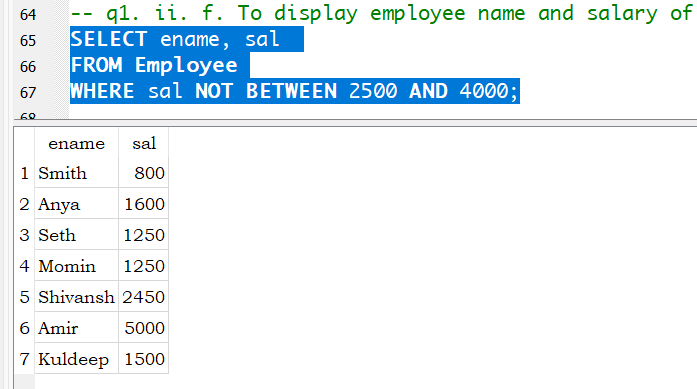 64 -- q1. ii. f. To display employee name and salary of
65 SELECT ename, sal
66 FROM Employee
67 WHERE sal NOT BETWEEN 2500 AND 4000;
68
ename sal
1 Smith 800
2 Anya 1600
3 Seth 1250
4 Momin 1250
5 Shivansh 2450
6 Amir 5000
7 Kuldeep 1500